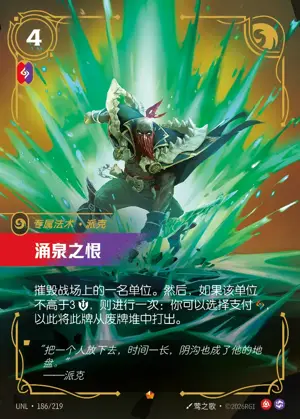 4
专属法术·派克
涌泉之恨
摧毁战场上的一名单位。然后，如果该单位
不高于3，则进行一次：你可以选择支付，
以此将此牌从废牌堆中打出。
“把一个人放下去，时间一长，阴沟也成了他的地
盘。”
——派克
UNL · 186/219
莺之歌 · ©2026RGI